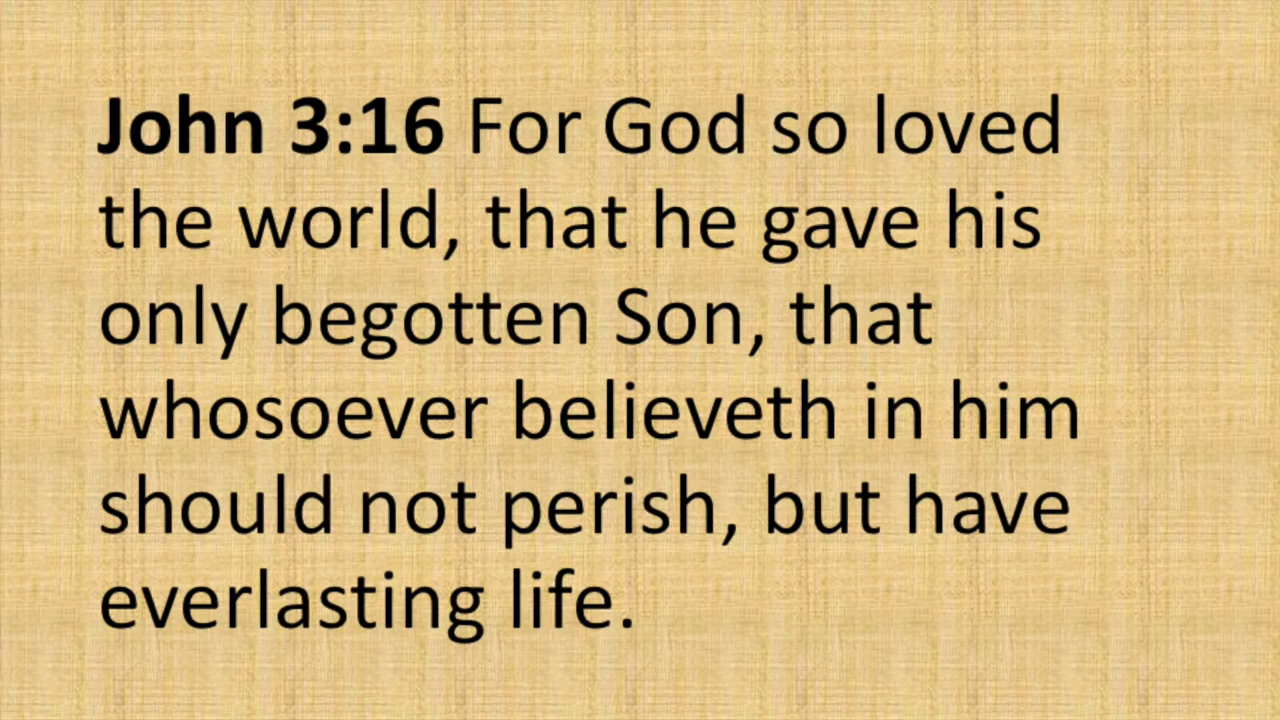 John 3:16 For God so loved
the world, that he gave his
only begotten Son, that
whosoever believeth in him
should not perish, but have
everlasting life.